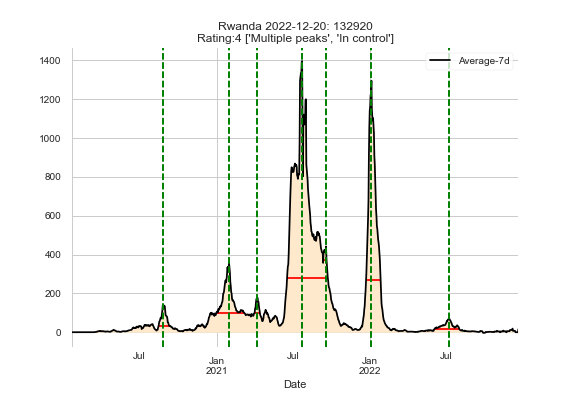 Rwanda 2022-12-20: 132920
Rating:4 ['Multiple peaks', 'In control']
Average-7d
1400
1200
1000
800
600
400
200
0
Jul
Jan
2021
Jul
Jan
2022
Jul
Date